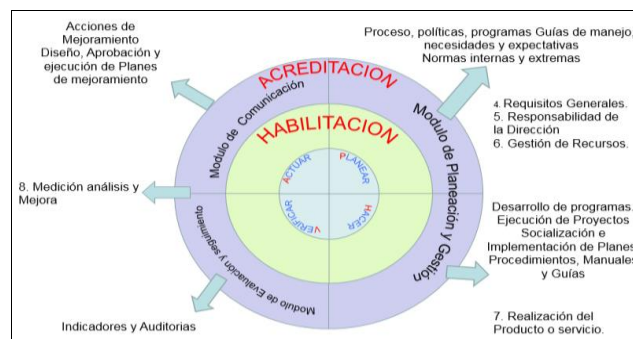 Acciones de
Mejoramiento
Diseño, Aprobación y
ejecución de Planes
de mejoramiento
Proceso, políticas, programas Guías de manejo,
necesidades y expectativas
Normas internas y extremas
ACREDITACION
Modulo de Comunicación
HABILITACION
Modulo de Planeación y Gestión
4. Requisitos Generales.
5. Responsabilidad de
la Dirección
6. Gestión de Recursos.
ACTUAR
PLANEAR
VERIFICAR
HACER
8. Medición análisis y
Mejora
Modulo de Evaluación y seguimiento
Desarrollo de programas.
Ejecución de Proyectos
Socialización e
Implementación de Planes
Procedimientos, Manuales
y Guías
Indicadores y Auditorias
7. Realización del
Producto o servicio.